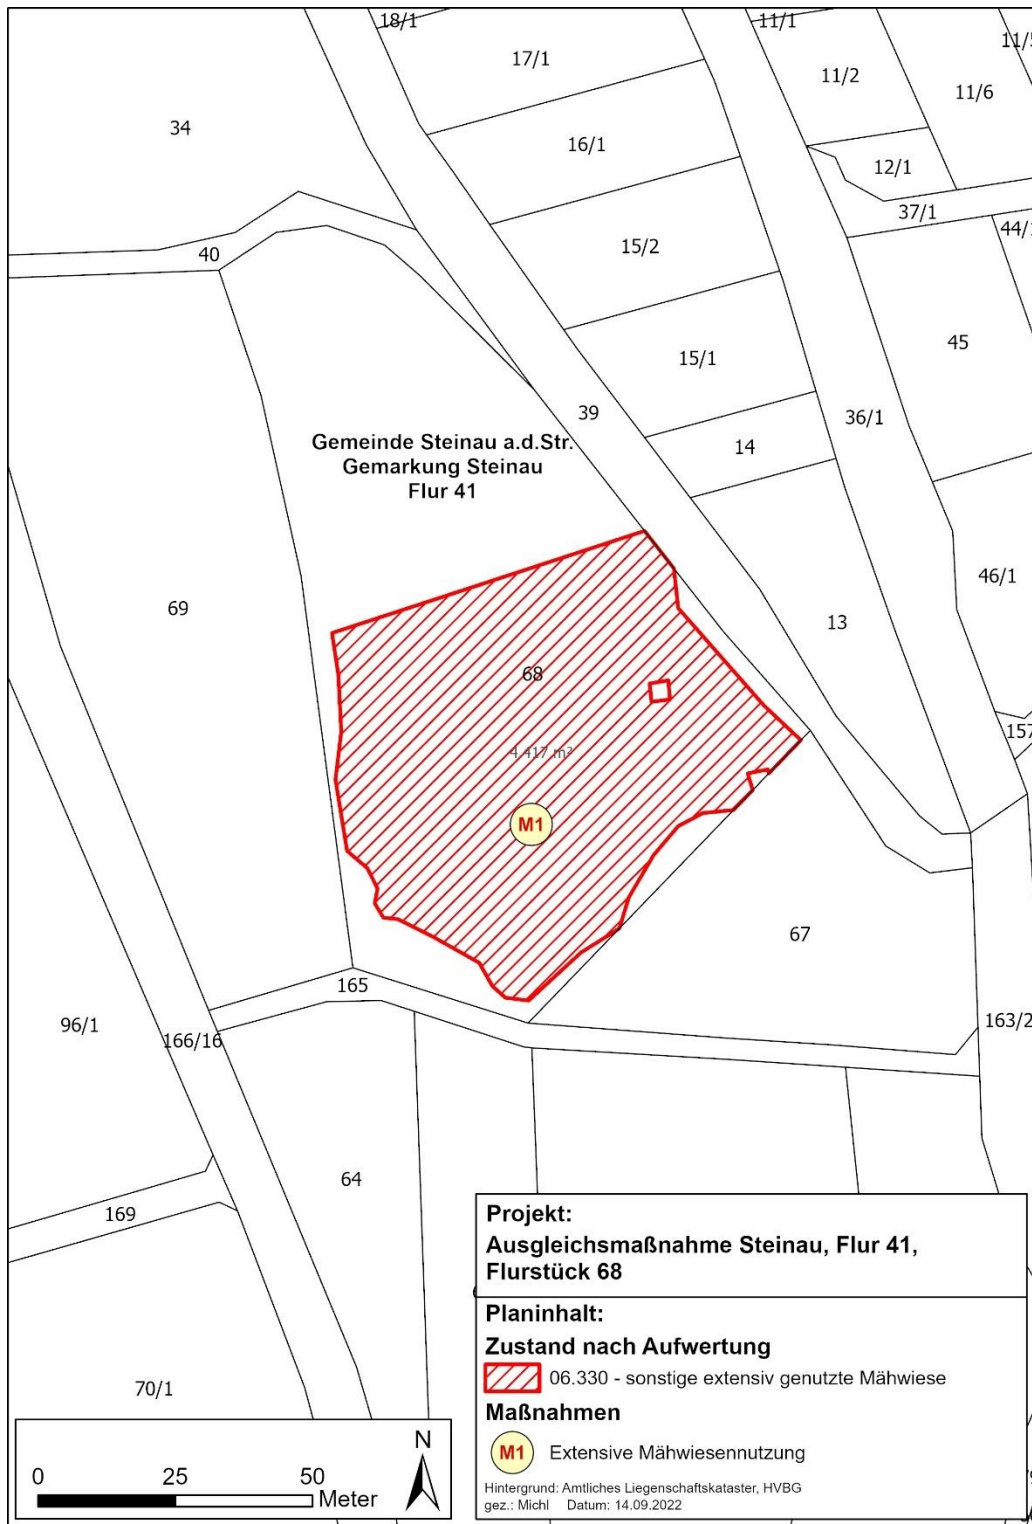 18/1
11/1
17/1
11/2
11/6
34
16/1
12/1
37/1
40
15/2
45
15/1
39
36/1
Gemeinde Steinau a.d.Str.
Gemarkung Steinau
Flur 41
14
46/1
69
13
68
157
4.417 m²
M1
67
165
96/1
166/16
163/2
64
169
70/1
Projekt:
Ausgleichsmaßnahme Steinau, Flur 41,
Flurstück 68
Planinhalt:
Zustand nach Aufwertung
06.330 - sonstige extensiv genutzte Mähwiese
Maßnahmen
M1 Extensive Mähwiesennutzung
Hintergrund: Amtliches Liegenschaftskataster, HVBG
gez.: Michl Datum: 14.09.2022
N
0 25 50
Meter